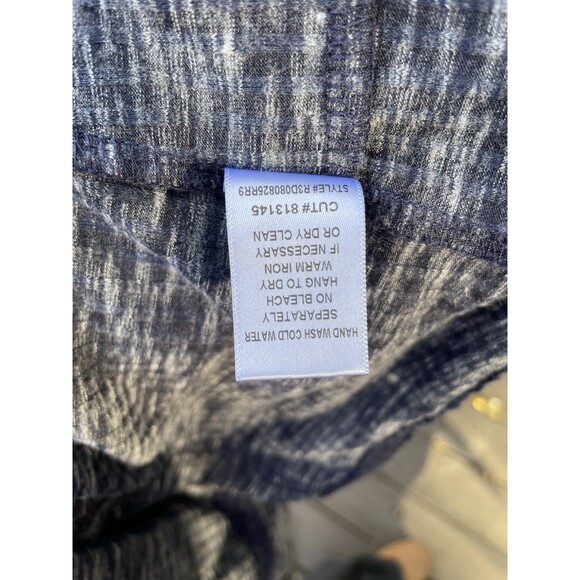 HAND WASH COLD WATER
SEPARATELY
NO BLEACH
HANG TO DRY
WARM IRON
IF NECESSARY
OR DRY CLEAN
CUT# 813145
STYLE# R3D080826RR9